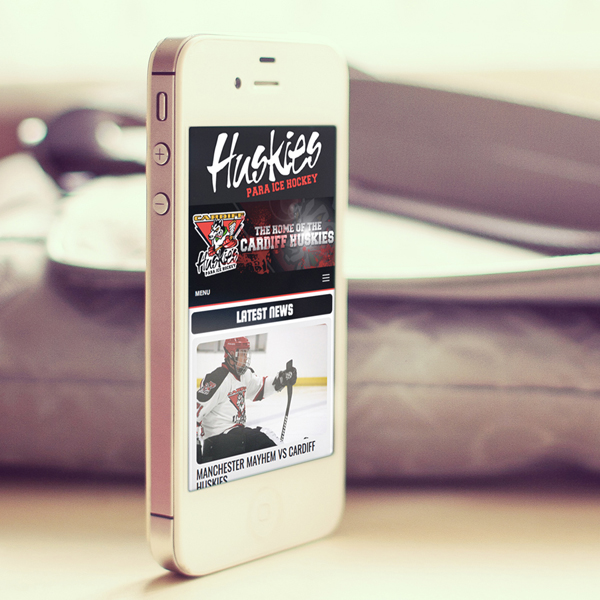 Huskies
PARA ICE HOCKEY
CARDIFF
Huskies
PARA ICE HOCKEY
THE HOME OF THE
CARDIFF HUSKIES
MENU
LATEST NEWS
MANCHESTER MAYHEM VS CARDIFF
HUSKIES